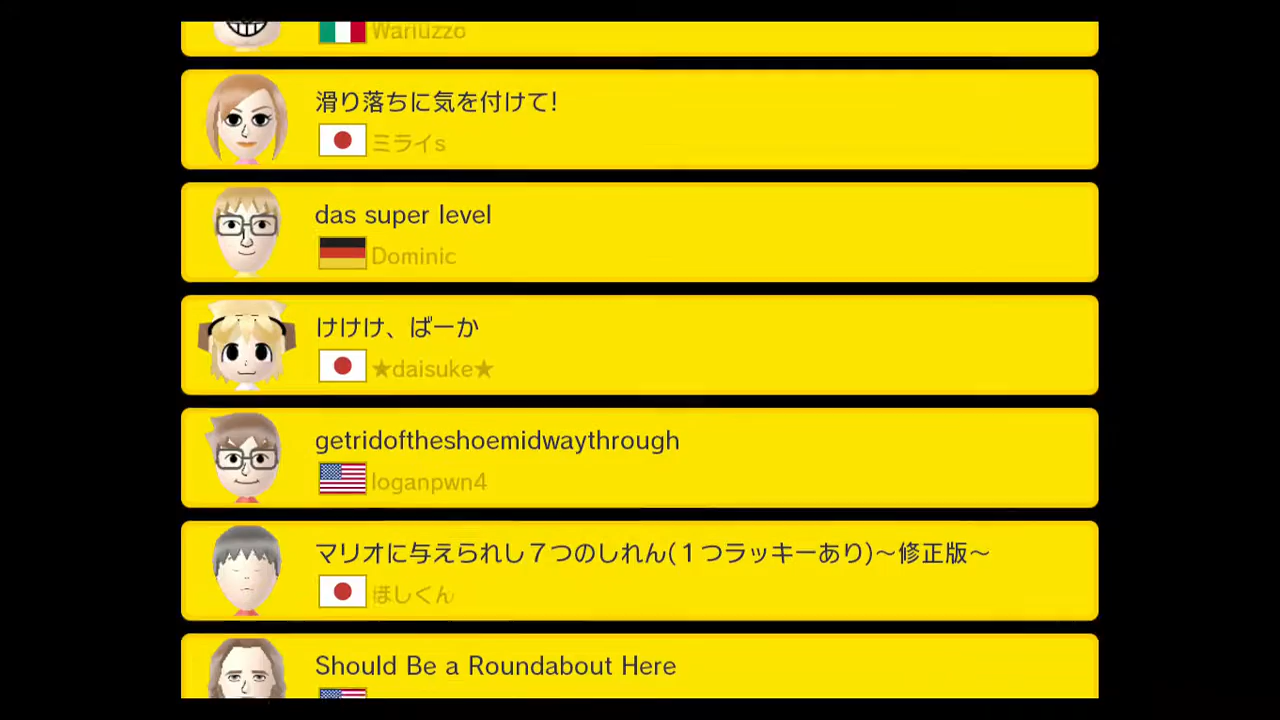 Wariuzzo
滑り落ちに気を付けて!
ミライs
das super level
Dominic
けけけ、ばーか
★daisuke★
getridoftheshoemidwaythrough
loganpwn4
マリオに与えられし７つのしれん(１つラッキーあり)～修正版～
ほしくん
Should Be a Roundabout Here